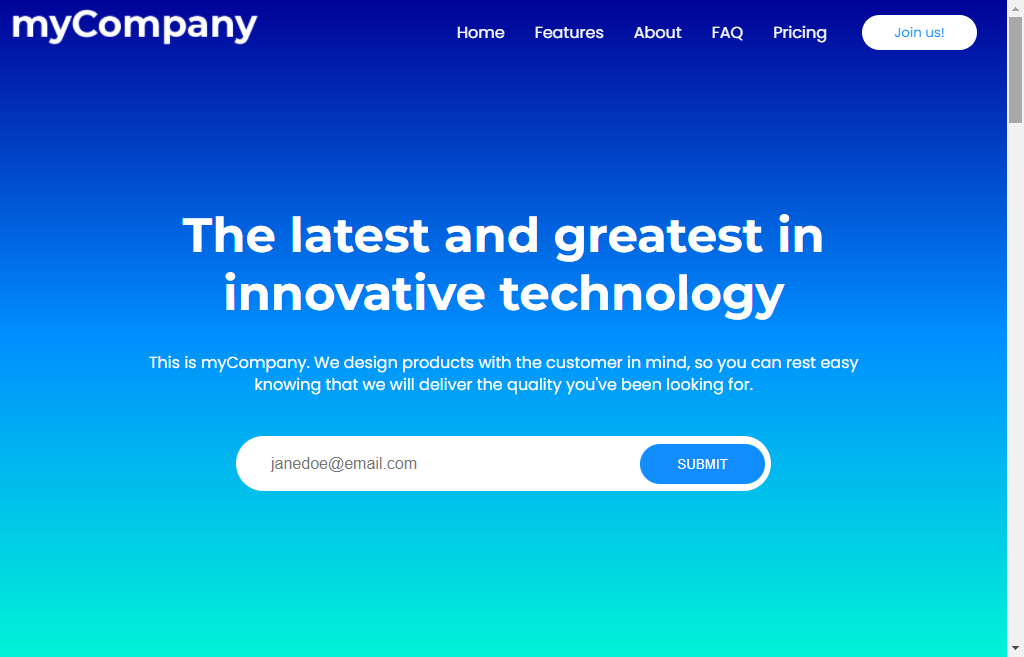 myCompany
Home Features About FAQ Pricing Join us!
The latest and greatest in
innovative technology
This is myCompany. We design products with the customer in mind, so you can rest easy
knowing that we will deliver the quality you've been looking for.
janedoe@email.com SUBMIT